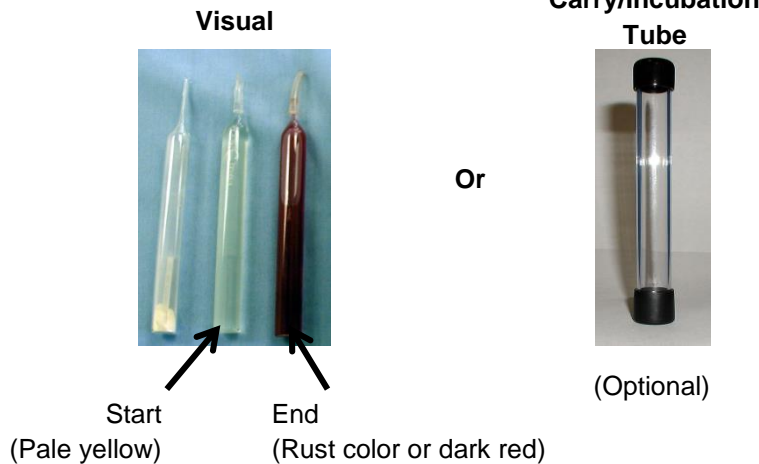 Visual
Carry/Incubation
Tube
Or
Start
(Pale yellow)
End
(Rust color or dark red)
(Optional)